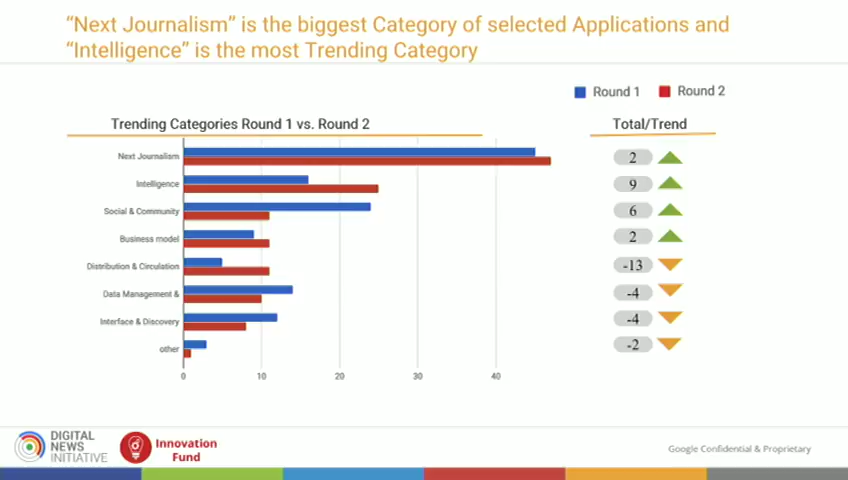 “Next Journalism” is the biggest Category of selected Applications and
“Intelligence” is the most Trending Category
Round 1 Round 2
Trending Categories Round 1 vs. Round 2
Total/Trend
Next Journalism 2
Intelligence 9
Social & Community 6
Business model 2
Distribution & Circulation -13
Data Management & -4
Interface & Discovery -4
other -2
0 10 20 30 40
DIGITAL
NEWS
INITIATIVE
Innovation
Fund
Google Confidential & Proprietary